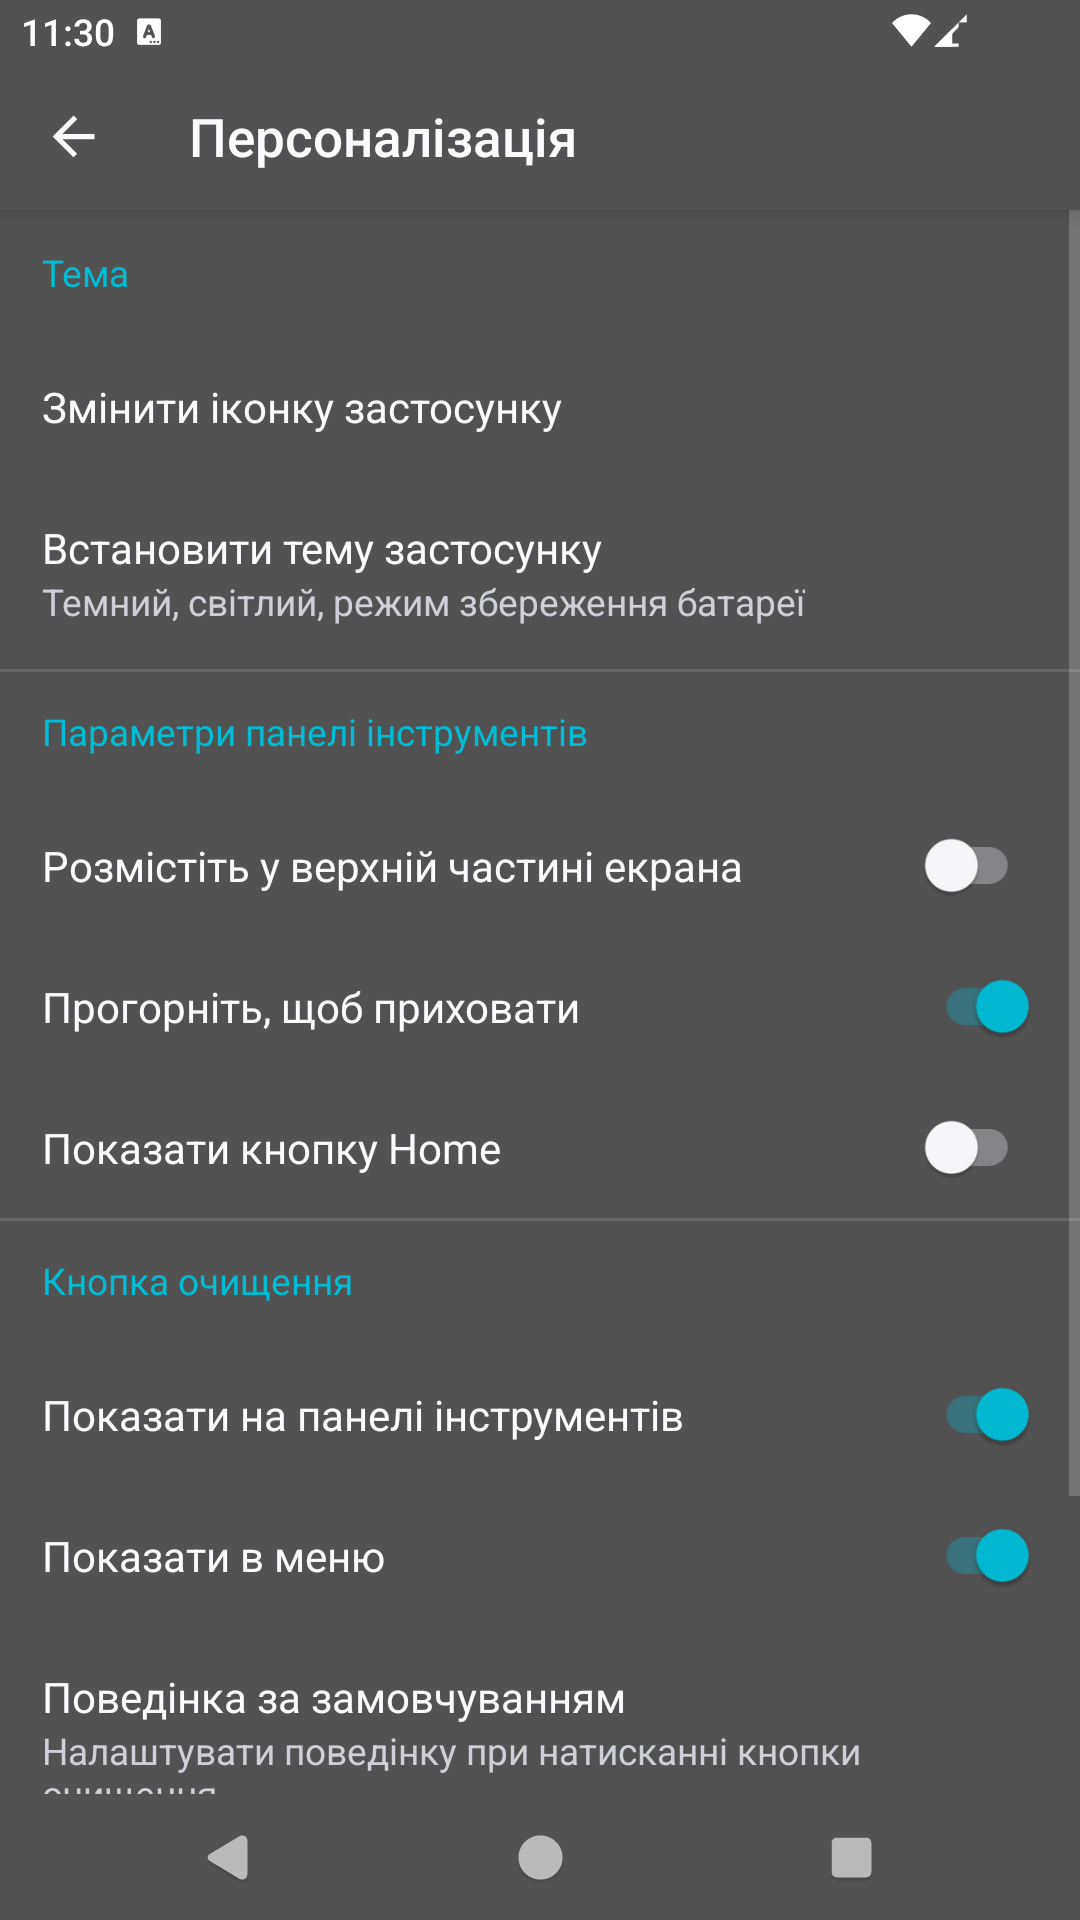 11:30
Персоналізація
Тема
Змінити іконку застосунку
Встановити тему застосунку
Темний, світлий, режим збереження батареї
Параметри панелі інструментів
Розмістіть у верхній частині екрана
Прогорніть, щоб приховати
Показати кнопку Home
Кнопка очищення
Показати на панелі інструментів
Показати в меню
Поведінка за замовчуванням
Налаштувати поведінку при натисканні кнопки
очищення